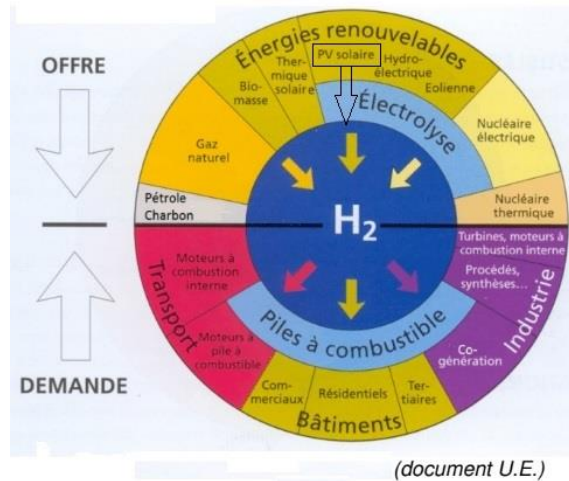 OFFRE
DEMANDE
Énergies renouvelables
PV solaire
Bio-
masse
Ther-
mique
solaire
Hydro-
électrique
Eolienne
Électrolyse
Nucléaire
électrique
Nucléaire
thermique
Gaz
naturel
Pétrole
Charbon
H2
Transport
Moteurs à
combustion
interne
Moteurs à
pile à
combustible
Piles à combustible
Com-
merciaux
Résidentiels
Ter-
tiaires
Bâtiments
Turbines, moteurs à
combustion interne
Procédés,
synthèses...
Co-
génération
Industrie
(document U.E.)